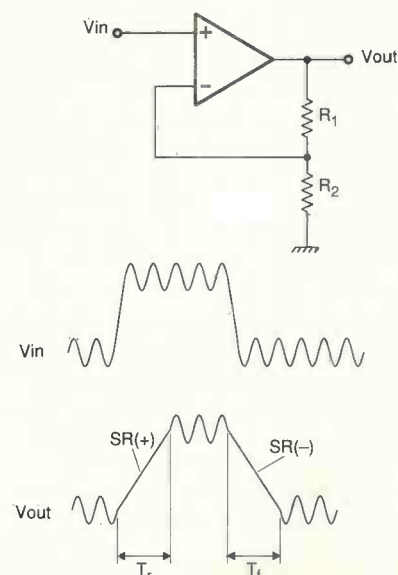 Vin
+
Vout
−
R1
R2
Vin
SR(+)
SR(−)
Vout
Tr
Tf